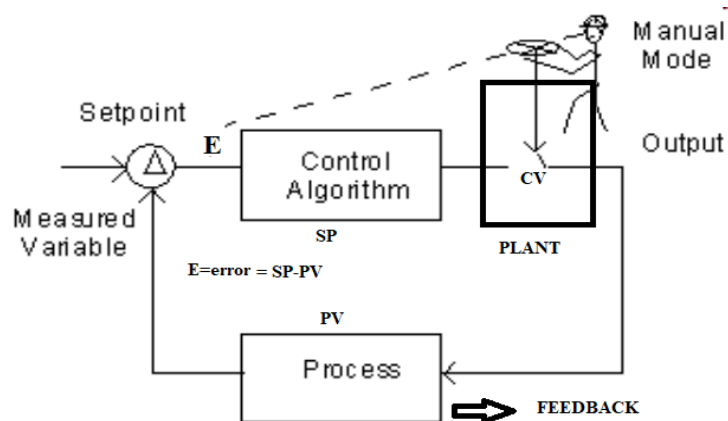 Manual
Mode
Setpoint
E
Δ
Control
Algorithm
Output
CV
Measured
Variable
SP
PLANT
E=error = SP-PV
PV
Process
FEEDBACK